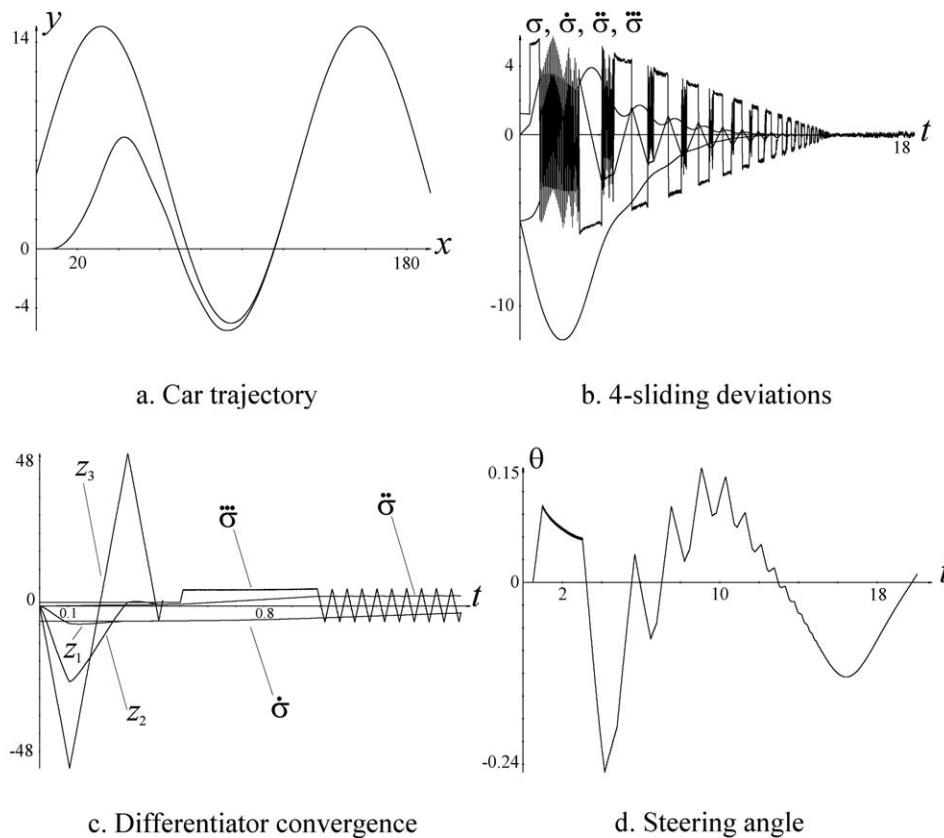 y
14
0
20
x
180
-4
a. Car trajectory
σ, σ̇, σ̈, σ⃛
4
0
t
18
-10
b. 4-sliding deviations
48
z3
σ⃛
σ̈
0
0.1
0.8
t
z1
z2
σ̇
-48
c. Differentiator convergence
θ
0.15
0
2
10
18
t
-0.24
d. Steering angle